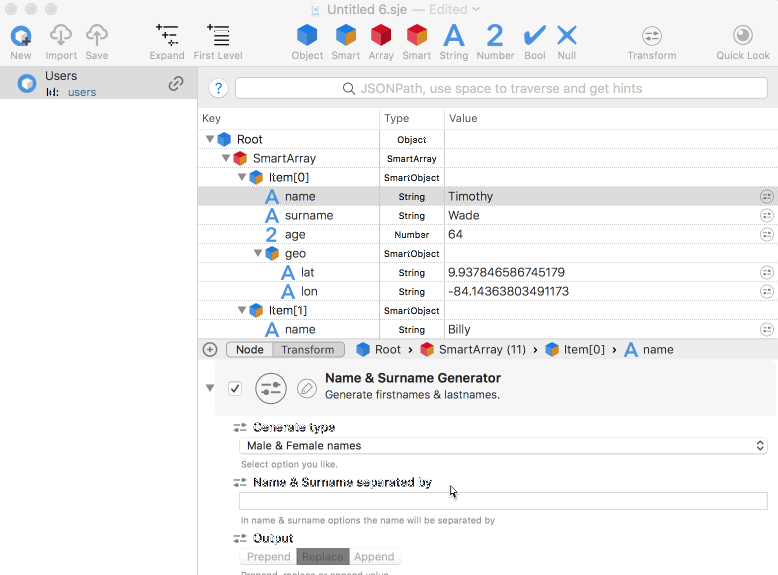 Untitled 6.sje — Edited
New Import Save Expand First Level Object Smart Array Smart String Number Bool Null Transform Quick Look
Users
users
? JSONPath, use space to traverse and get hints
Key Type Value
Root Object
SmartArray SmartArray
Item[0] SmartObject
A name String Timothy
A surname String Wade
2 age Number 64
geo SmartObject
A lat String 9.937846586745179
A lon String -84.14363803491173
Item[1] SmartObject
A name String Billy
Node Transform Root › SmartArray (11) › Item[0] › A name
Name & Surname Generator
Generate firstnames & lastnames.
Generate type
Male & Female names
Select option you like.
Name & Surname separated by
In name & surname options the name will be separated by
Output
Prepend Replace Append
Prepend, replace or append value